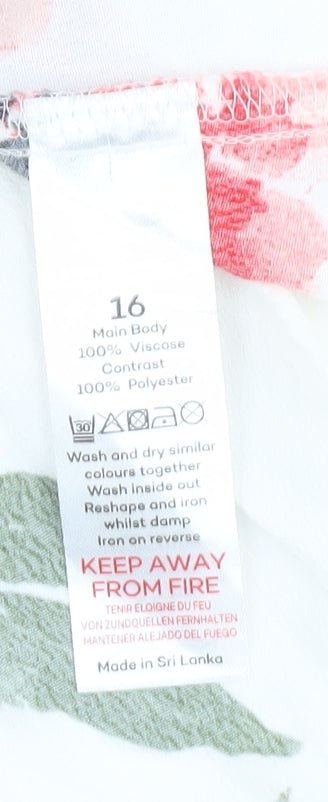 16
Main Body
100% Viscose
Contrast
100% Polyester
30
Wash and dry similar
colours together
Wash inside out
Reshape and iron
whilst damp
Iron on reverse
KEEP AWAY
FROM FIRE
TENIR ELOIGNE DU FEU
VON ZUNDQUELLEN FERNHALTEN
MANTENER ALEJADO DEL FUEGO
Made in Sri Lanka